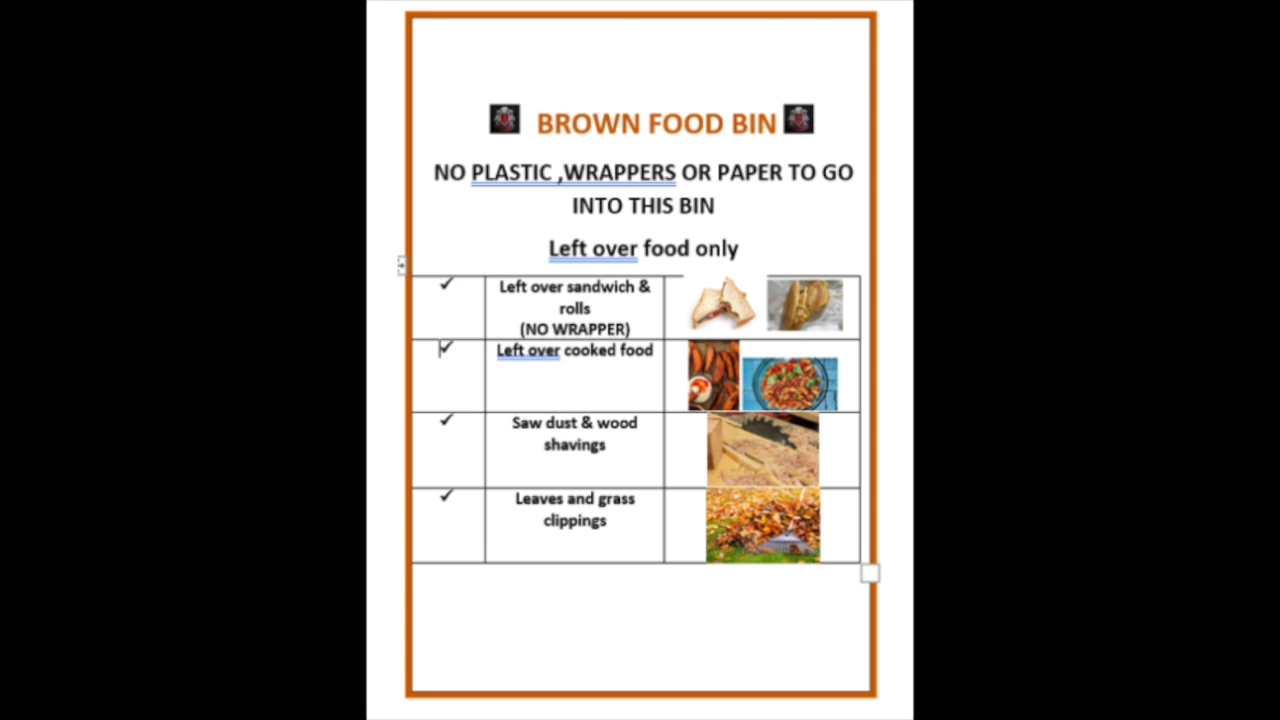 BROWN FOOD BIN
NO PLASTIC ,WRAPPERS OR PAPER TO GO
INTO THIS BIN
Left over food only
✓ Left over sandwich &
rolls
(NO WRAPPER)
✓ Left over cooked food
✓ Saw dust & wood
shavings
✓ Leaves and grass
clippings